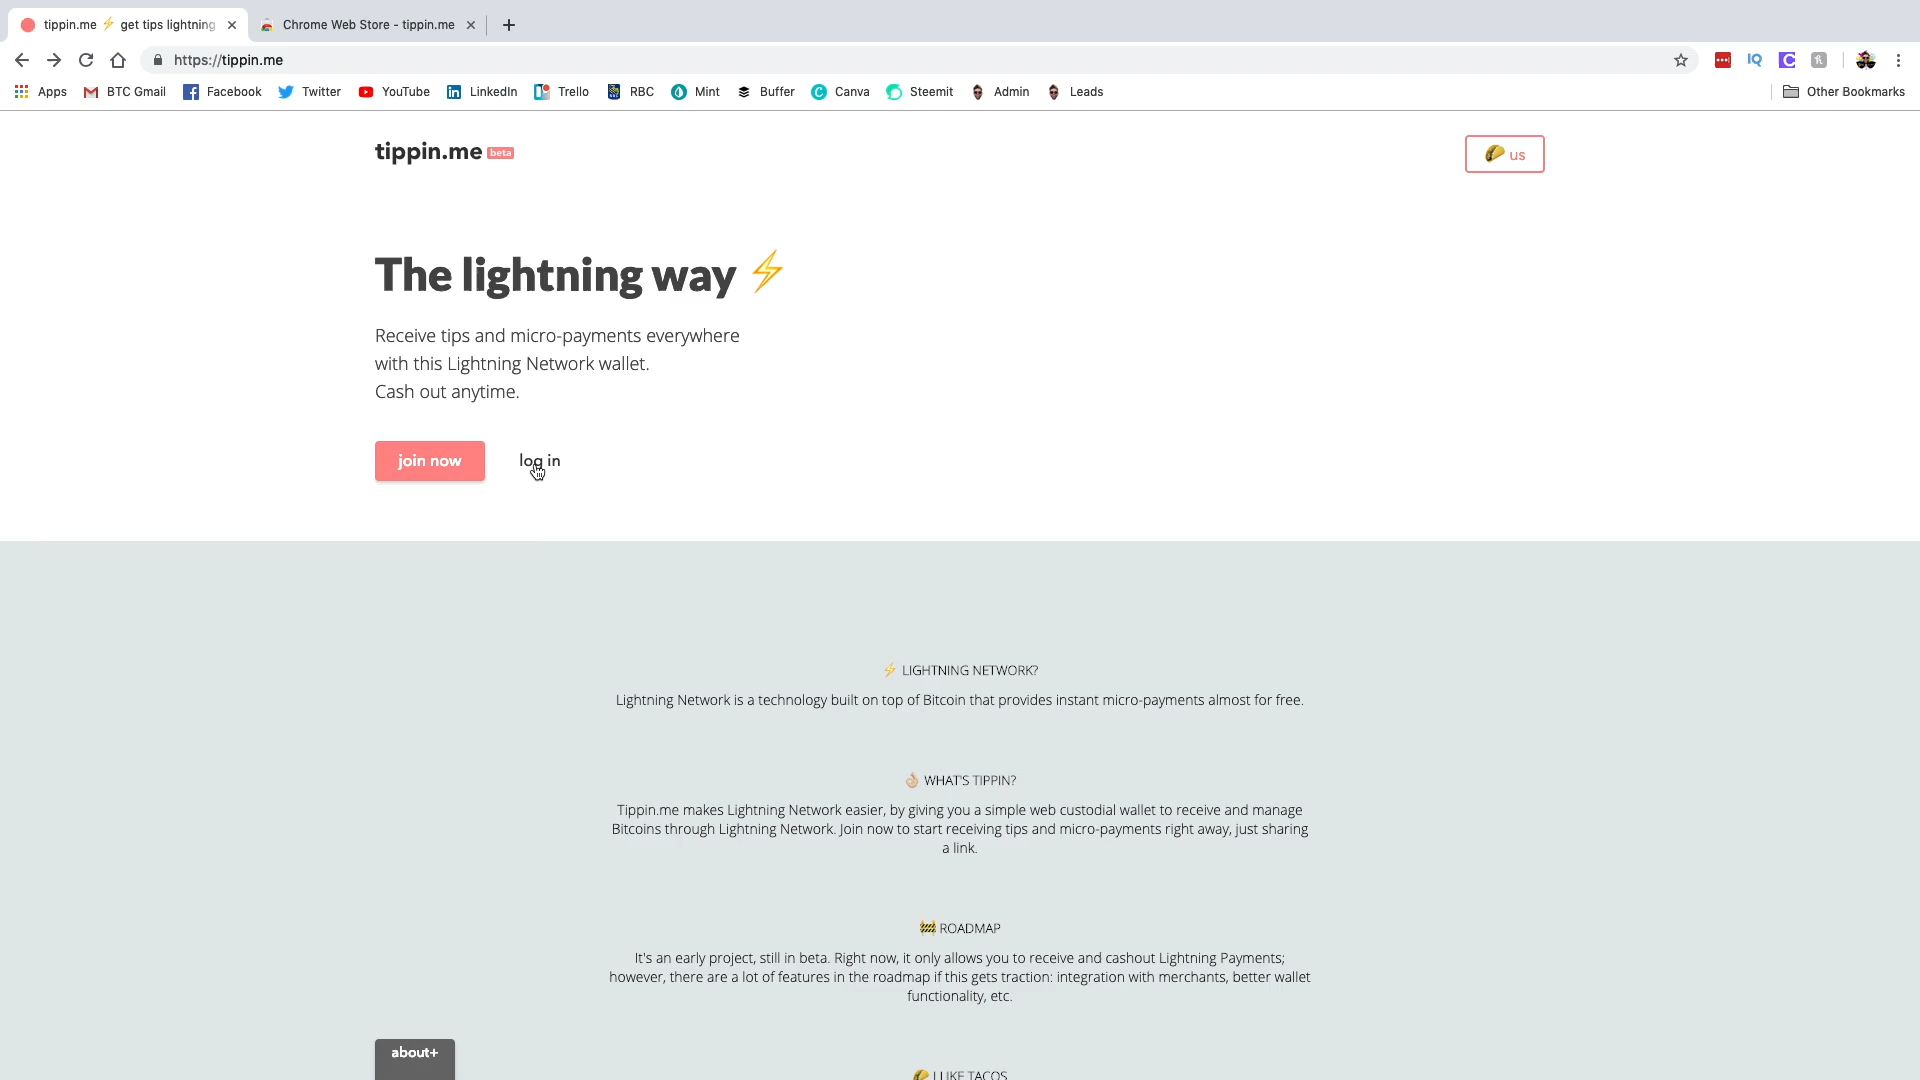 tippin.me ⚡ get tips lightning
Chrome Web Store - tippin.me
https://tippin.me
Apps
BTC Gmail
Facebook
Twitter
YouTube
LinkedIn
Trello
RBC
Mint
Buffer
Canva
Steemit
Admin
Leads
Other Bookmarks
tippin.me beta
🌮 us
The lightning way ⚡
Receive tips and micro-payments everywhere
with this Lightning Network wallet.
Cash out anytime.
join now
log in
⚡ LIGHTNING NETWORK?
Lightning Network is a technology built on top of Bitcoin that provides instant micro-payments almost for free.
👌🏼 WHAT'S TIPPIN?
Tippin.me makes Lightning Network easier, by giving you a simple web custodial wallet to receive and manage
Bitcoins through Lightning Network. Join now to start receiving tips and micro-payments right away, just sharing
a link.
🚧 ROADMAP
It's an early project, still in beta. Right now, it only allows you to receive and cashout Lightning Payments;
however, there are a lot of features in the roadmap if this gets traction: integration with merchants, better wallet
functionality, etc.
about+
🌮 I LIKE TACOS